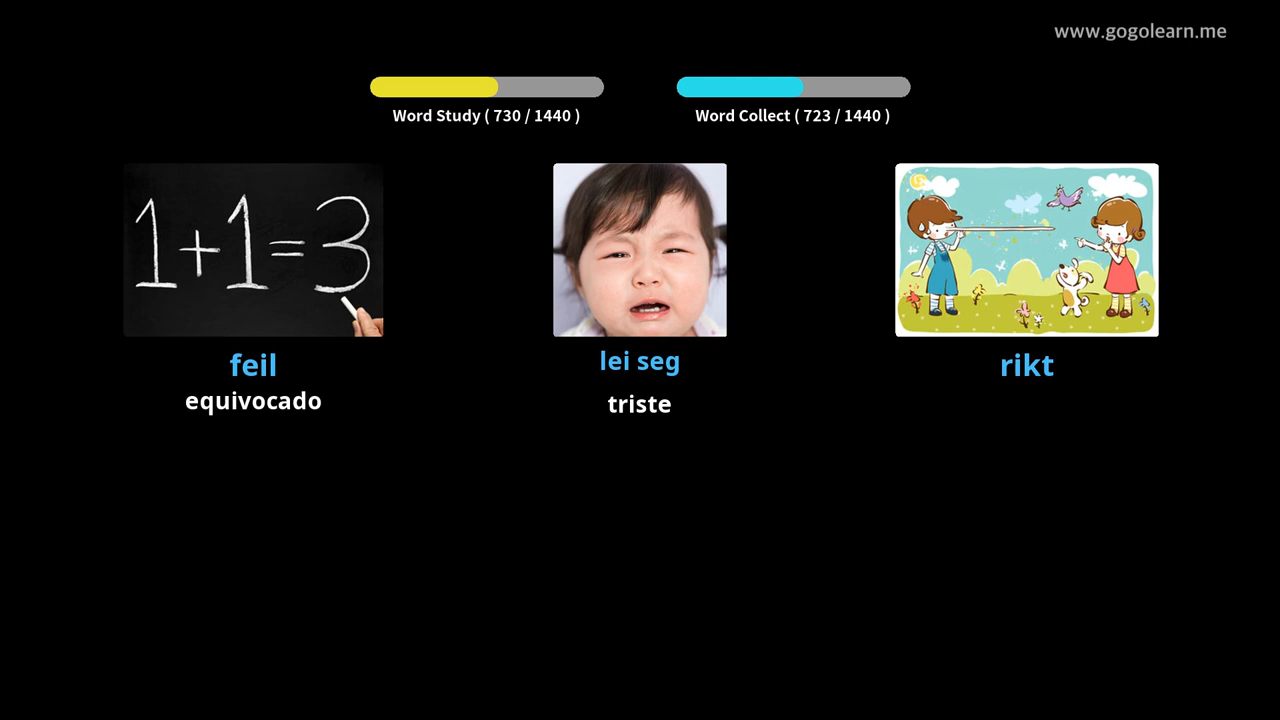 www.gogolearn.me
Word Study ( 730 / 1440 )
Word Collect ( 723 / 1440 )
1+1=3
feil
equivocado
lei seg
triste
rikt